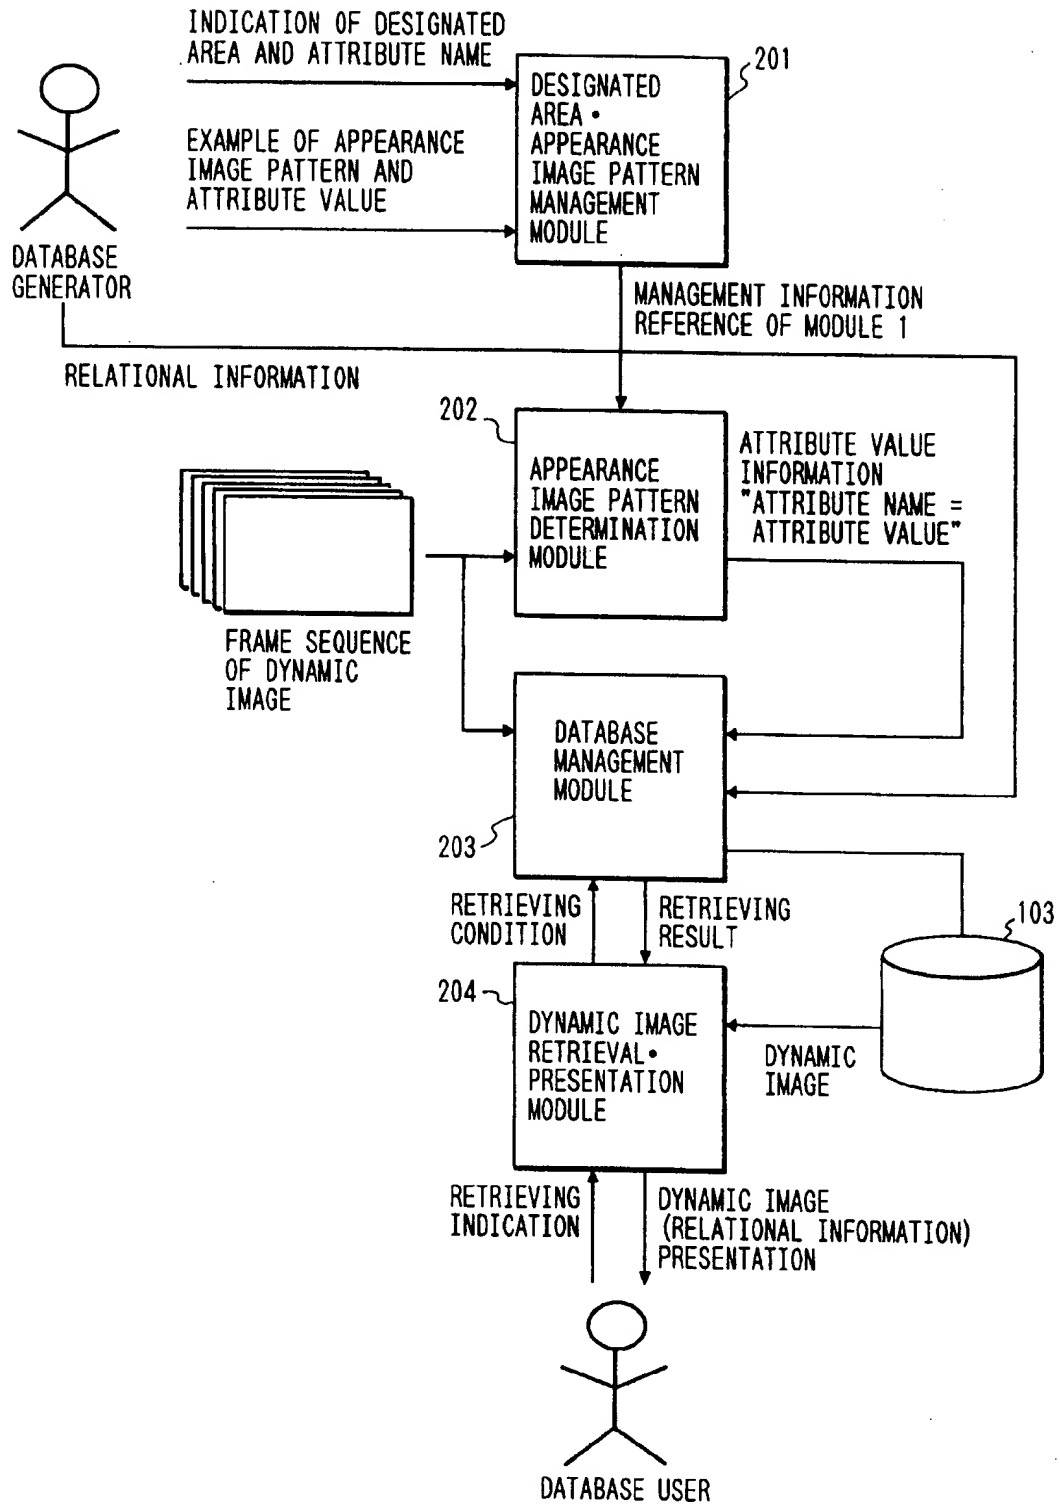 INDICATION OF DESIGNATED
AREA AND ATTRIBUTE NAME
201
DESIGNATED
AREA •
APPEARANCE
IMAGE PATTERN
MANAGEMENT
MODULE
EXAMPLE OF APPEARANCE
IMAGE PATTERN AND
ATTRIBUTE VALUE
DATABASE
GENERATOR
MANAGEMENT INFORMATION
REFERENCE OF MODULE 1
RELATIONAL INFORMATION
202
APPEARANCE
IMAGE PATTERN
DETERMINATION
MODULE
ATTRIBUTE VALUE
INFORMATION
"ATTRIBUTE NAME =
ATTRIBUTE VALUE"
FRAME SEQUENCE
OF DYNAMIC
IMAGE
DATABASE
MANAGEMENT
MODULE
203
RETRIEVING
CONDITION
RETRIEVING
RESULT
103
204
DYNAMIC IMAGE
RETRIEVAL•
PRESENTATION
MODULE
DYNAMIC
IMAGE
RETRIEVING
INDICATION
DYNAMIC IMAGE
(RELATIONAL INFORMATION)
PRESENTATION
DATABASE USER